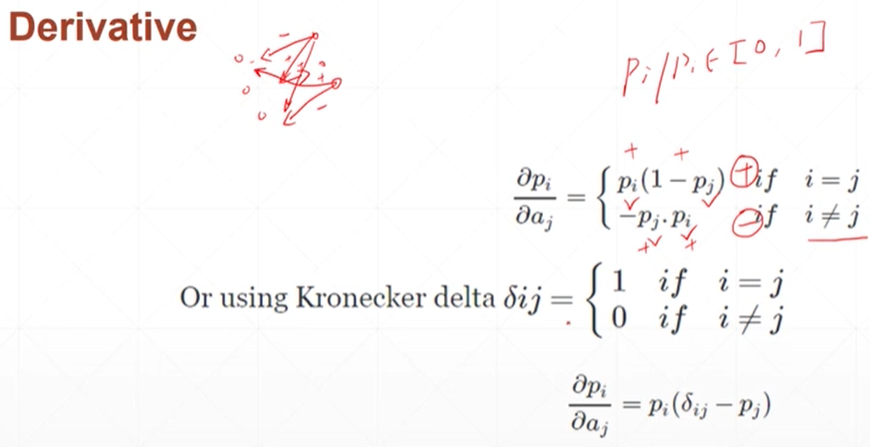 Derivative
Pi/Pj ∈ [0, 1]
+ +
∂pᵢ/∂aⱼ = { pᵢ(1 − pⱼ) + if i = j
−pⱼ.pᵢ − if i ≠ j
+ +
Or using Kronecker delta δij = { 1 if i = j
0 if i ≠ j
∂pᵢ/∂aⱼ = pᵢ(δᵢⱼ − pⱼ)